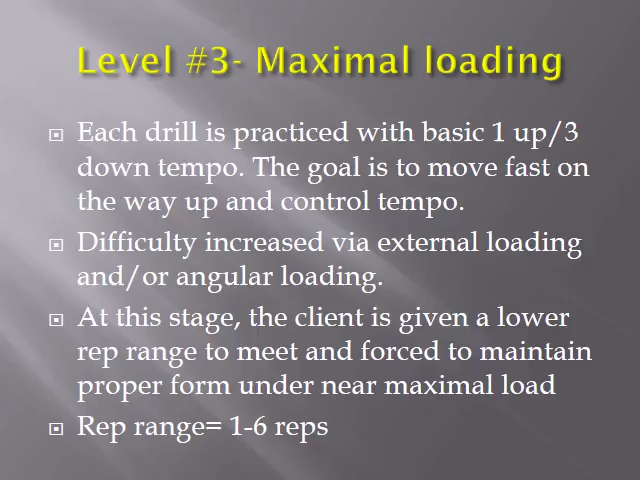 Level #3- Maximal loading
Each drill is practiced with basic 1 up/3
down tempo. The goal is to move fast on
the way up and control tempo.
Difficulty increased via external loading
and/or angular loading.
At this stage, the client is given a lower
rep range to meet and forced to maintain
proper form under near maximal load
Rep range= 1-6 reps